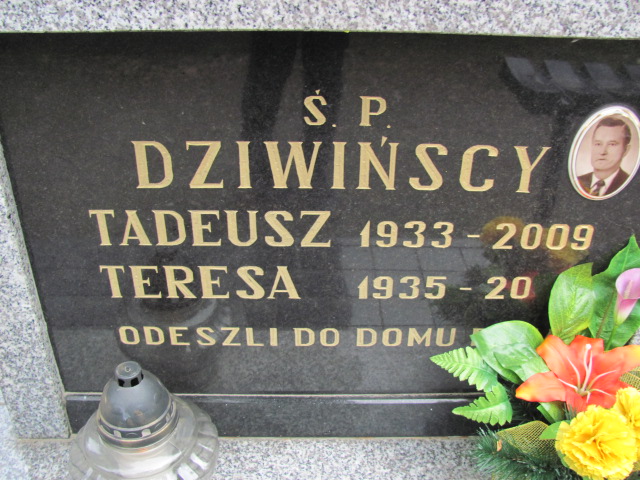 Ś. P.
DZIWIŃSCY
TADEUSZ 1933 - 2009
TERESA 1935 - 20
ODESZLI DO DOMU